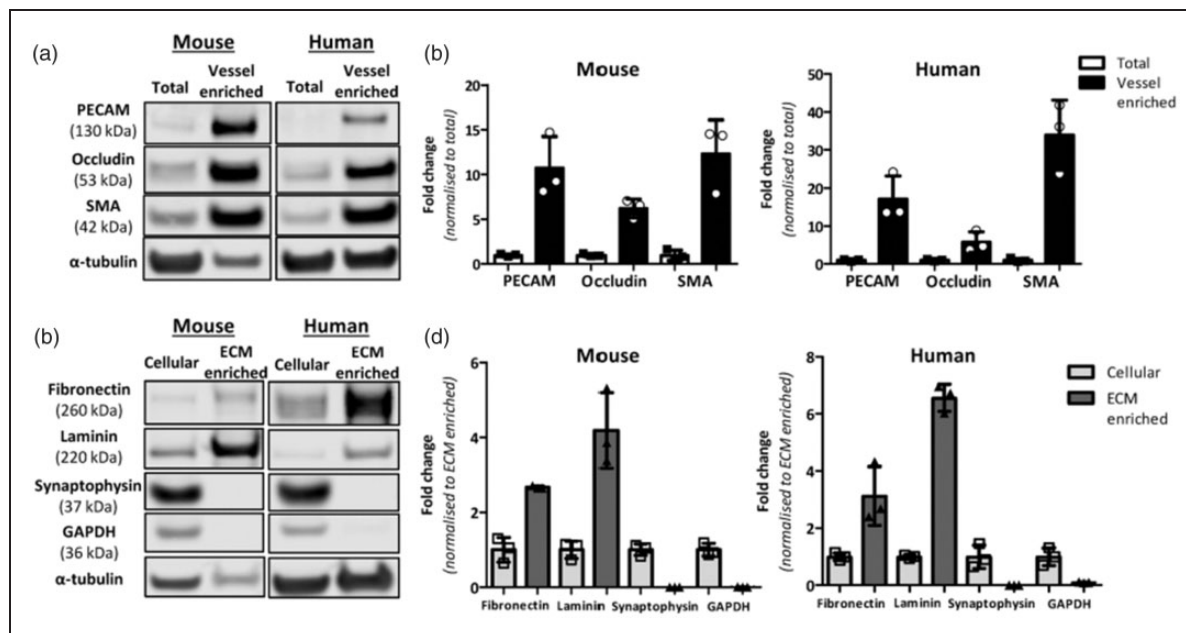 (a)
Mouse Human
Total Vessel enriched Total Vessel enriched
PECAM
(130 kDa)
Occludin
(53 kDa)
SMA
(42 kDa)
α-tubulin
(b)
Mouse
Fold change
(normalised to total)
20
15
10
5
0
PECAM Occludin SMA
Human
Fold change
(normalised to total)
50
40
30
20
10
0
PECAM Occludin SMA
Total
Vessel
enriched
(b)
Mouse Human
Cellular ECM enriched Cellular ECM enriched
Fibronectin
(260 kDa)
Laminin
(220 kDa)
Synaptophysin
(37 kDa)
GAPDH
(36 kDa)
α-tubulin
(d)
Mouse
Fold change
(normalised to ECM enriched)
6
4
2
0
Fibronectin Laminin Synaptophysin GAPDH
Human
Fold change
(normalised to ECM enriched)
8
6
4
2
0
Fibronectin Laminin Synaptophysin GAPDH
Cellular
ECM
enriched